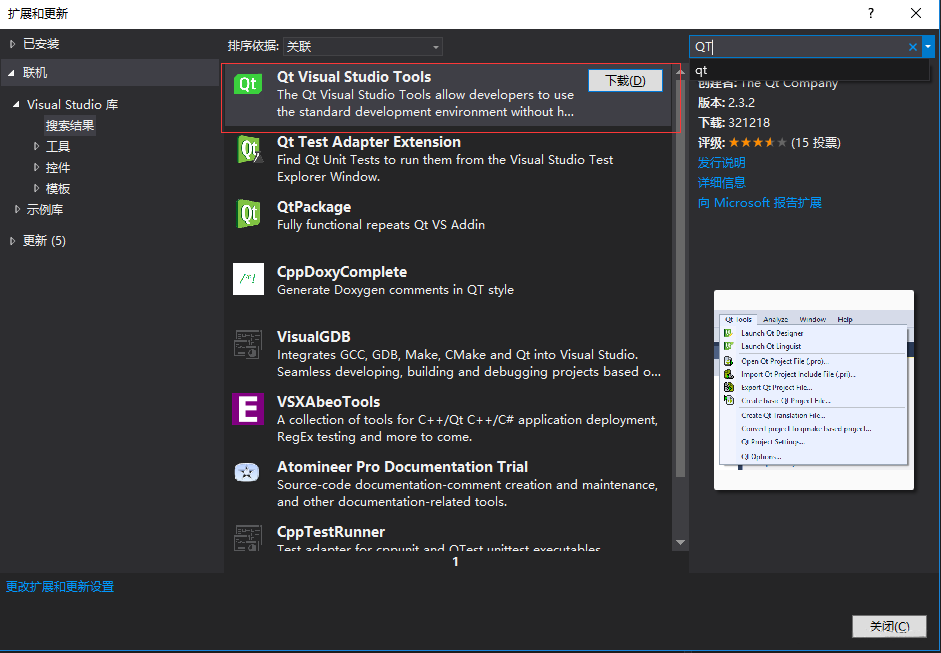 扩展和更新
?
已安装
联机
Visual Studio 库
搜索结果
工具
控件
模板
示例库
更新 (5)
排序依据: 关联
Qt Visual Studio Tools
下载(D)
The Qt Visual Studio Tools allow developers to use
the standard development environment without h...
Qt Test Adapter Extension
Find Qt Unit Tests to run them from the Visual Studio Test
Explorer Window.
QtPackage
Fully functional repeats Qt VS Addin
CppDoxyComplete
Generate Doxygen comments in QT style
VisualGDB
Integrates GCC, GDB, Make, CMake and Qt into Visual Studio.
Seamless developing, building and debugging projects based o...
VSXAbeoTools
A collection of tools for C++/Qt C++/C# application deployment,
RegEx testing and more to come.
Atomineer Pro Documentation Trial
Source-code documentation-comment creation and maintenance,
and other documentation-related tools.
CppTestRunner
Test adapter for cppunit and QTest unittest executables
1
QT
qt
创建者: The Qt Company
版本: 2.3.2
下载: 321218
评级: (15 投票)
发行说明
详细信息
向 Microsoft 报告扩展
Qt Tools Analyze Window Help
Launch Qt Designer
Launch Qt Linguist
Open Qt Project File (.pro)...
Import Qt Project Include File (.pri)...
Export Qt Project File...
Create basic Qt Project File...
Create Qt Translation File...
Convert project to qmake based project...
Qt Project Settings...
Qt Options...
更改扩展和更新设置
关闭(C)